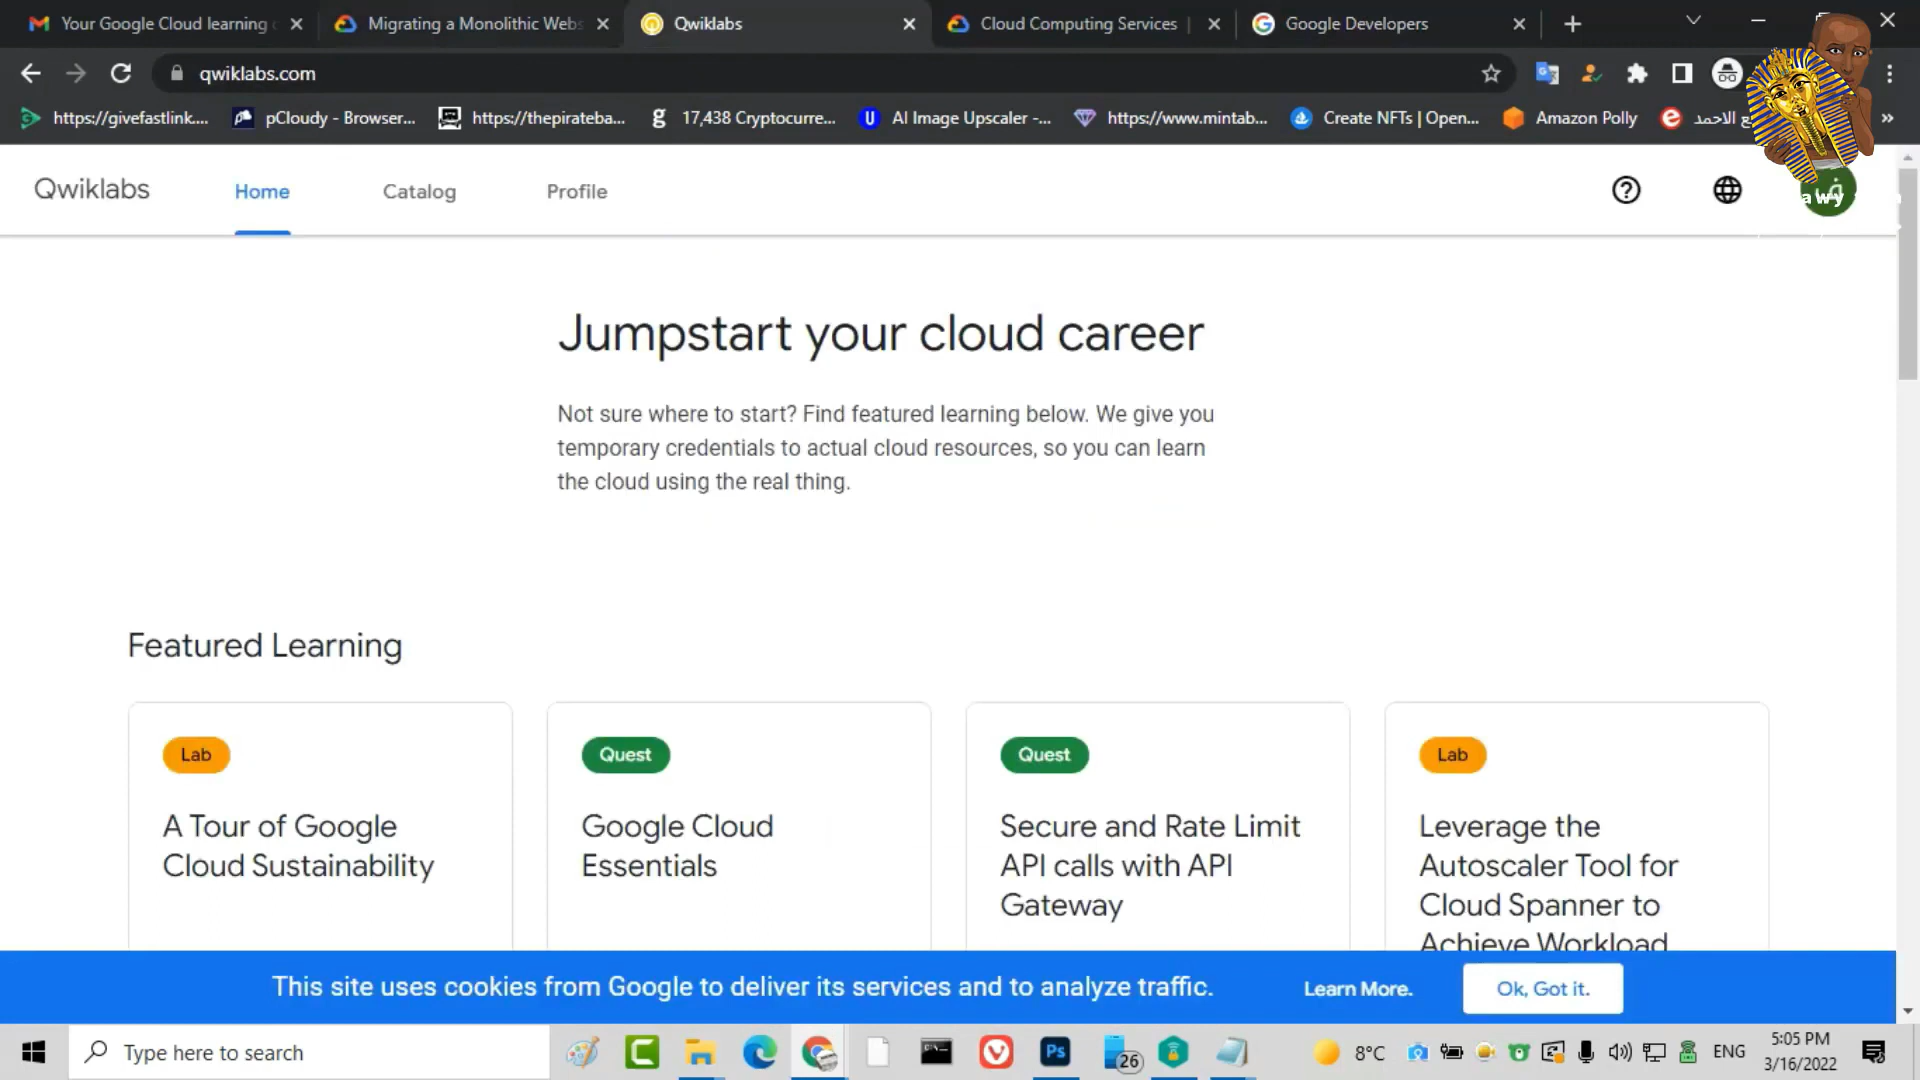 Your Google Cloud learning
Migrating a Monolithic Webs
Qwiklabs
Cloud Computing Services |
Google Developers
qwiklabs.com
https://givefastlink....
pCloudy - Browser...
https://thepirateba...
17,438 Cryptocurre...
AI Image Upscaler -...
https://www.mintab...
Create NFTs | Open...
Amazon Polly
الاحمد
Qwiklabs
Home
Catalog
Profile
Jumpstart your cloud career
Not sure where to start? Find featured learning below. We give you
temporary credentials to actual cloud resources, so you can learn
the cloud using the real thing.
Featured Learning
Lab
A Tour of Google
Cloud Sustainability
Quest
Google Cloud
Essentials
Quest
Secure and Rate Limit
API calls with API
Gateway
Lab
Leverage the
Autoscaler Tool for
Cloud Spanner to
Achieve Workload
This site uses cookies from Google to deliver its services and to analyze traffic.
Learn More.
Ok, Got it.
Type here to search
Ps
26
8°C
ENG
5:05 PM
3/16/2022